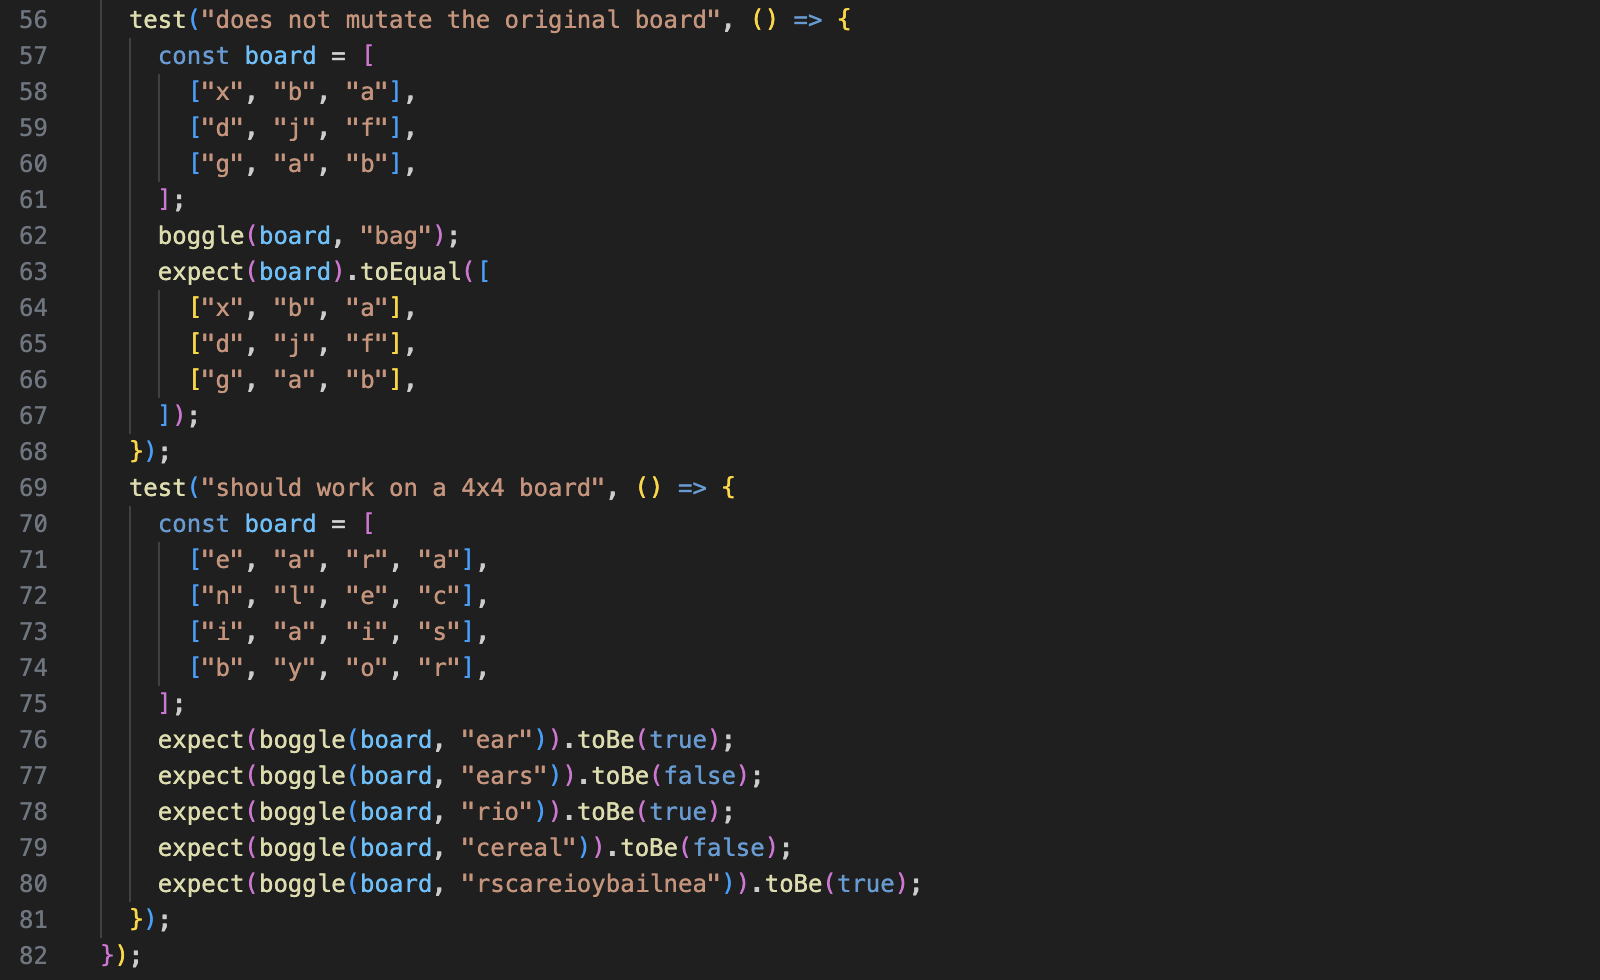 56 test("does not mutate the original board", () => {
57 const board = [
58 ["x", "b", "a"],
59 ["d", "j", "f"],
60 ["g", "a", "b"],
61 ];
62 boggle(board, "bag");
63 expect(board).toEqual([
64 ["x", "b", "a"],
65 ["d", "j", "f"],
66 ["g", "a", "b"],
67 ]);
68 });
69 test("should work on a 4x4 board", () => {
70 const board = [
71 ["e", "a", "r", "a"],
72 ["n", "l", "e", "c"],
73 ["i", "a", "i", "s"],
74 ["b", "y", "o", "r"],
75 ];
76 expect(boggle(board, "ear")).toBe(true);
77 expect(boggle(board, "ears")).toBe(false);
78 expect(boggle(board, "rio")).toBe(true);
79 expect(boggle(board, "cereal")).toBe(false);
80 expect(boggle(board, "rscareioybailnea")).toBe(true);
81 });
82 });